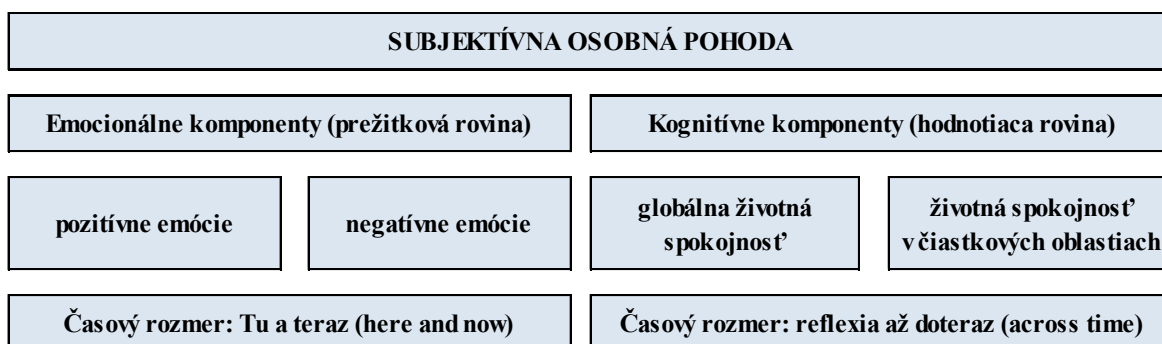 SUBJEKTÍVNA OSOBNÁ POHODA
Emocionálne komponenty (prežitková rovina)
Kognitívne komponenty (hodnotiaca rovina)
pozitívne emócie
negatívne emócie
globálna životná
spokojnosť
životná spokojnosť
v čiastkových oblastiach
Časový rozmer: Tu a teraz (here and now)
Časový rozmer: reflexia až doteraz (across time)